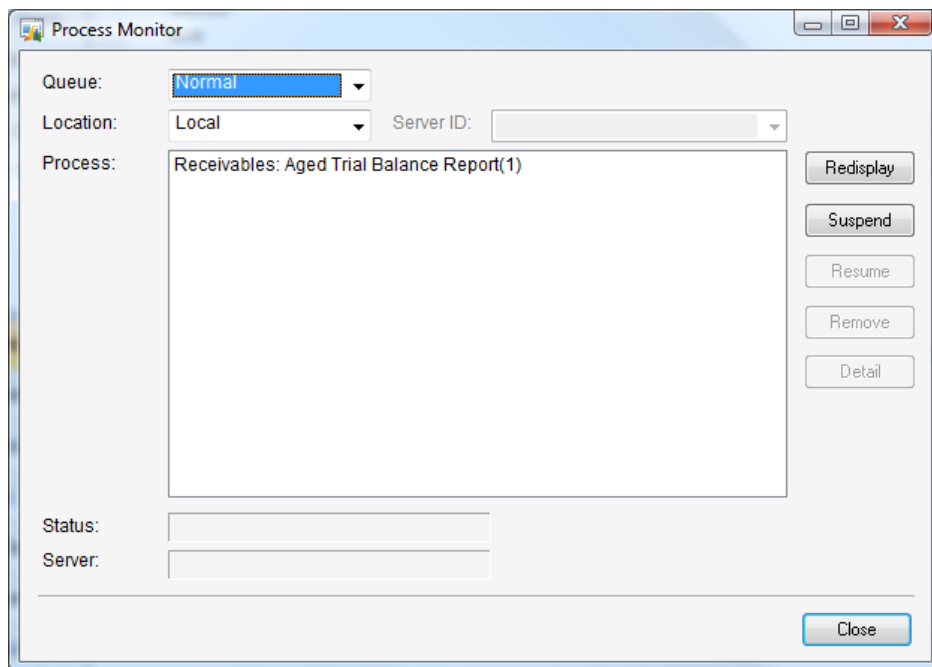 Process Monitor
Queue: Normal
Location: Local Server ID:
Process: Receivables: Aged Trial Balance Report(1)
Redisplay
Suspend
Resume
Remove
Detail
Status:
Server:
Close